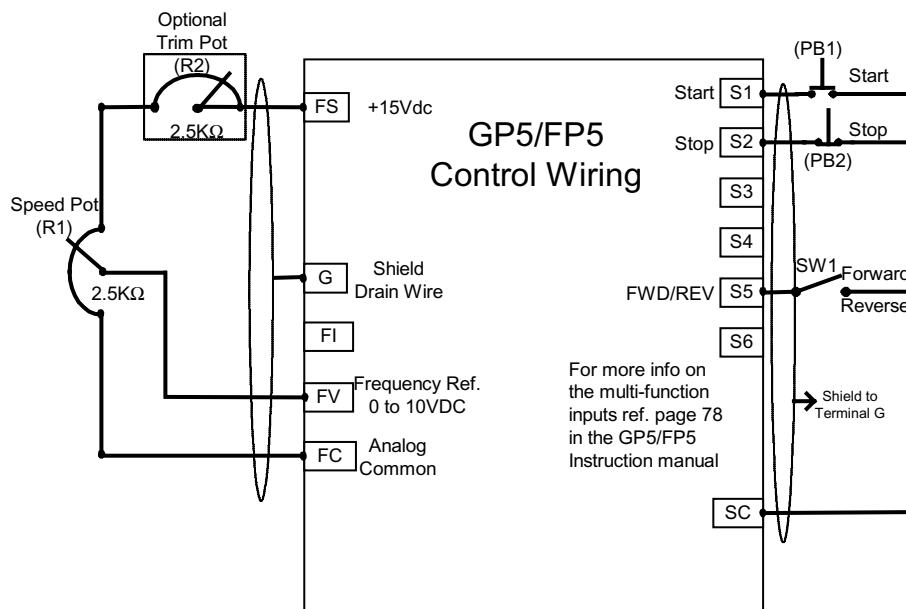 Optional
Trim Pot
(R2)
2.5KΩ
Speed Pot
(R1)
2.5KΩ
FS
+15Vdc
G
Shield
Drain Wire
FI
FV
Frequency Ref.
0 to 10VDC
FC
Analog
Common
GP5/FP5
Control Wiring
For more info on
the multi-function
inputs ref. page 78
in the GP5/FP5
Instruction manual
Start
S1
Stop
S2
S3
S4
FWD/REV
S5
S6
SC
(PB1)
Start
Stop
(PB2)
SW1
Forward
Reverse
Shield to
Terminal G